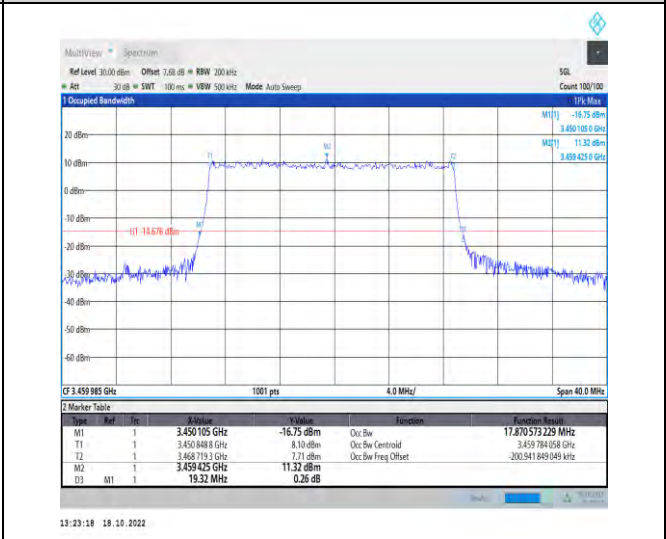 MultiView Spectrum
Ref Level 30.00 dBm Offset 7.68 dB RBW 200 kHz SGL
Att 30 dB SWT 100 ms VBW 500 kHz Mode Auto Sweep Count 100/100
1 Occupied Bandwidth 1Pk Max
M1[1] -16.75 dBm
3.450 105 0 GHz
M2[1] 11.32 dBm
3.459 425 0 GHz
20 dBm
M2
T1 T2
10 dBm
0 dBm
-10 dBm
M1
H1 -14.676 dBm
-20 dBm
-30 dBm
-40 dBm
-50 dBm
-60 dBm
CF 3.459 985 GHz 1001 pts 4.0 MHz/ Span 40.0 MHz
2 Marker Table
Type Ref Trc X-Value Y-Value Function Function Result
M1 1 3.450 105 GHz -16.75 dBm Occ Bw 17.870 573 229 MHz
T1 1 3.450 848 8 GHz 8.10 dBm Occ Bw Centroid 3.459 784 058 GHz
T2 1 3.468 719 3 GHz 7.71 dBm Occ Bw Freq Offset -200.941 849 049 kHz
M2 1 3.459 425 GHz 11.32 dBm
D3 M1 1 19.32 MHz 0.26 dB
13:23:18 18.10.2022